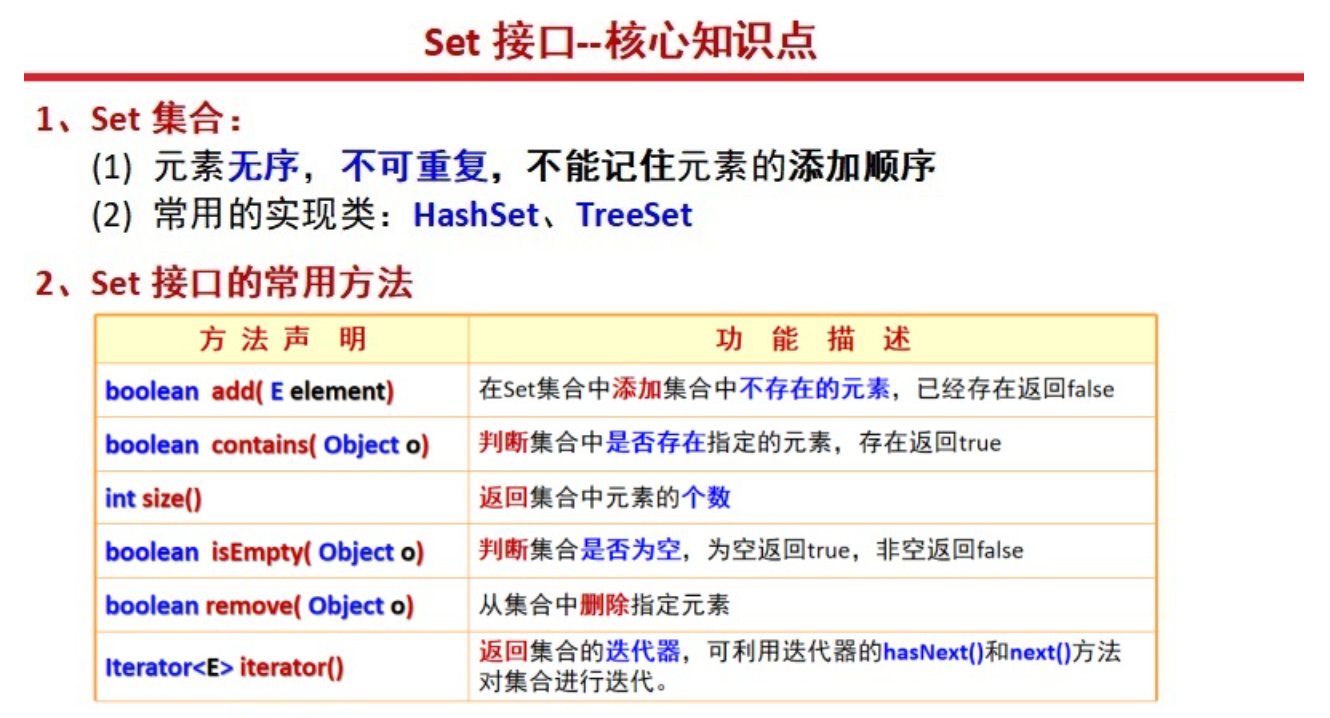 Set 接口--核心知识点
1、Set 集合：
(1) 元素无序，不可重复，不能记住元素的添加顺序
(2) 常用的实现类：HashSet、TreeSet
2、Set 接口的常用方法
方 法 声 明 功 能 描 述
boolean add( E element) 在Set集合中添加集合中不存在的元素，已经存在返回false
boolean contains( Object o) 判断集合中是否存在指定的元素，存在返回true
int size() 返回集合中元素的个数
boolean isEmpty( Object o) 判断集合是否为空，为空返回true，非空返回false
boolean remove( Object o) 从集合中删除指定元素
Iterator<E> iterator() 返回集合的迭代器，可利用迭代器的hasNext()和next()方法
对集合进行迭代。